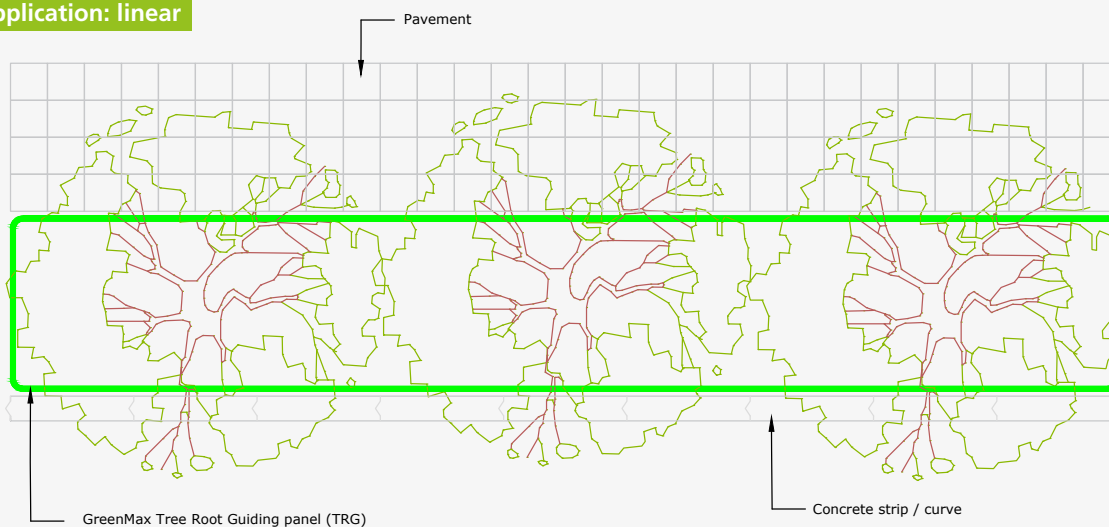 pplication: linear
Pavement
GreenMax Tree Root Guiding panel (TRG)
Concrete strip / curve